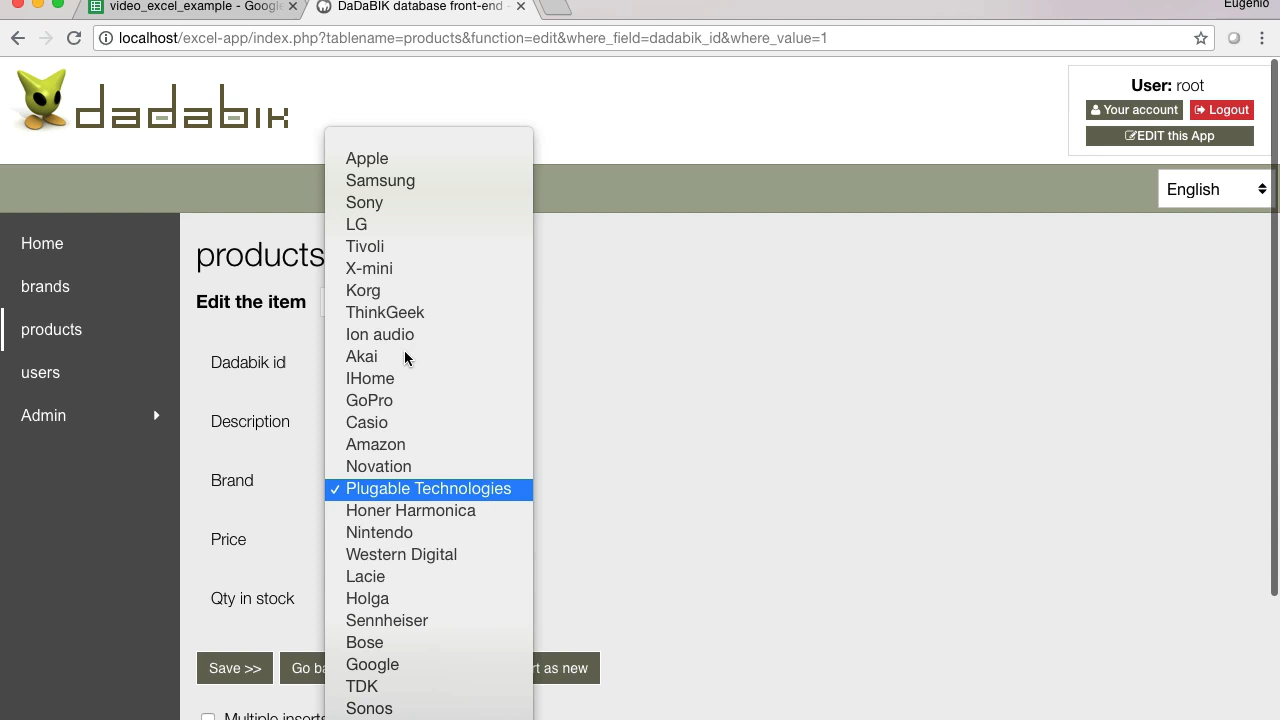 video_excel_example - Google
DaDaBIK database front-end -
Eugenio
localhost/excel-app/index.php?tablename=products&function=edit&where_field=dadabik_id&where_value=1
dadabik
User: root
Your account
Logout
EDIT this App
English
Home
brands
products
users
Admin
products
Edit the item
Dadabik id
Description
Brand
Price
Qty in stock
Apple
Samsung
Sony
LG
Tivoli
X-mini
Korg
ThinkGeek
Ion audio
Akai
IHome
GoPro
Casio
Amazon
Novation
✓ Plugable Technologies
Honer Harmonica
Nintendo
Western Digital
Lacie
Holga
Sennheiser
Bose
Google
TDK
Sonos
Save >>
Go ba
rt as new
Multiple inserts